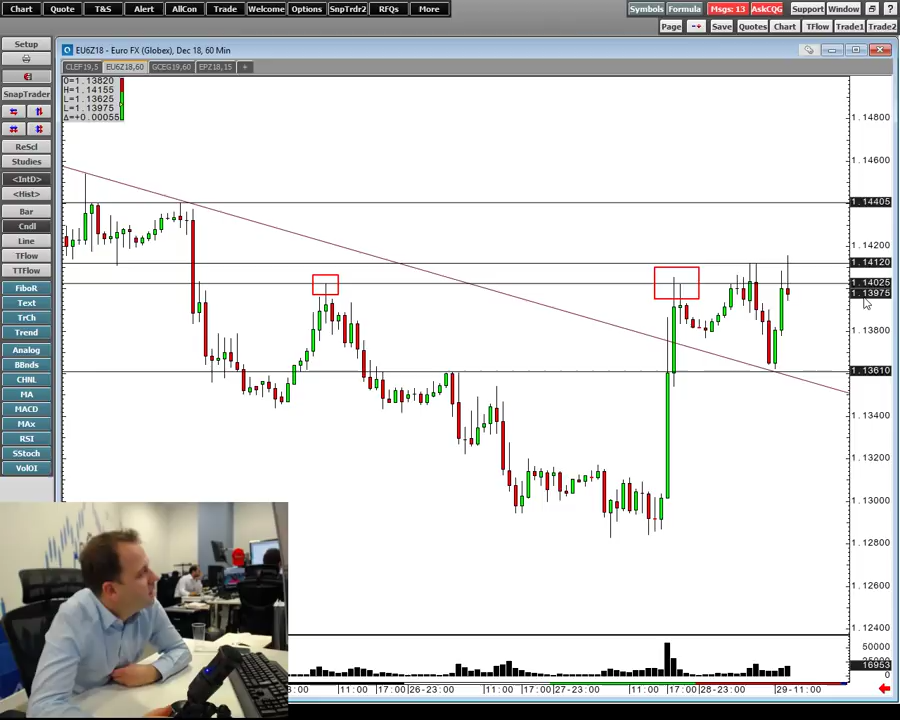 Chart Quote T&S Alert AllCon Trade Welcome Options SnpTrdr2 RFQs More Symbols Formula Msgs: 13 AskCQG Support Window ?
Page Save Quotes Chart TFlow Trade1 Trade2
Setup
SnapTrader
ReScl
Studies
<IntD>
<Hist>
Bar
Cndl
Line
TFlow
TTFlow
FiboR
Text
TrCh
Trend
Analog
BBnds
CHNL
MA
MACD
MAx
RSI
SStoch
VolOI
EU6Z18 - Euro FX (Globex), Dec 18, 60 Min
CLEF19,5 EU6Z18,60 GCEG19,60 EPZ18,15 +
O=1.13820
H=1.14155
L=1.13625
L=1.13975
Δ=+0.00055
1.14800
1.14600
1.14405
1.14200
1.14120
1.14025
1.13975
1.13800
1.13610
1.13400
1.13200
1.13000
1.12800
1.12600
1.12400
50000
16953
0
3:00 11:00 17:00 26-23:00 11:00 17:00 27-23:00 11:00 17:00 28-23:00 29-11:00